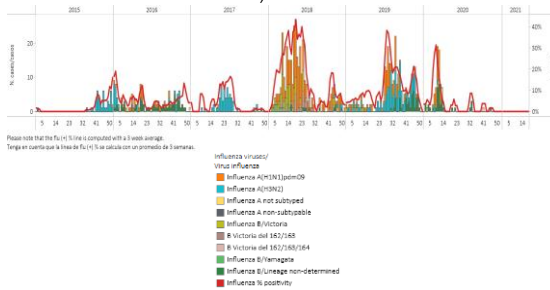 2015 2016 2017 2018 2019 2020 2021
N. cases/casos
20
10
0
40%
30%
20%
10%
0%
5 14 23 32 41 50 5 14 23 32 41 50 5 14 23 32 41 50 5 14 23 32 41 50 5 14 23 32 41 50 5 14 23 32 41 50 5 14
Please note that the flu (+) % line is computed with a 3 week average.
Tenga en cuenta que la linea de flu (+) % se calcula con un promedio de 3 semanas.
Influenza viruses/
Virus influenza
Influenza A(H1N1)pdm09
Influenza A(H3N2)
Influenza A not subtyped
Influenza A non-subtypable
Influenza B/Victoria
B Victoria del 162/163
B Victoria del 162/163/164
Influenza B/Yamagata
Influenza B/Lineage non-determined
Influenza % positivity